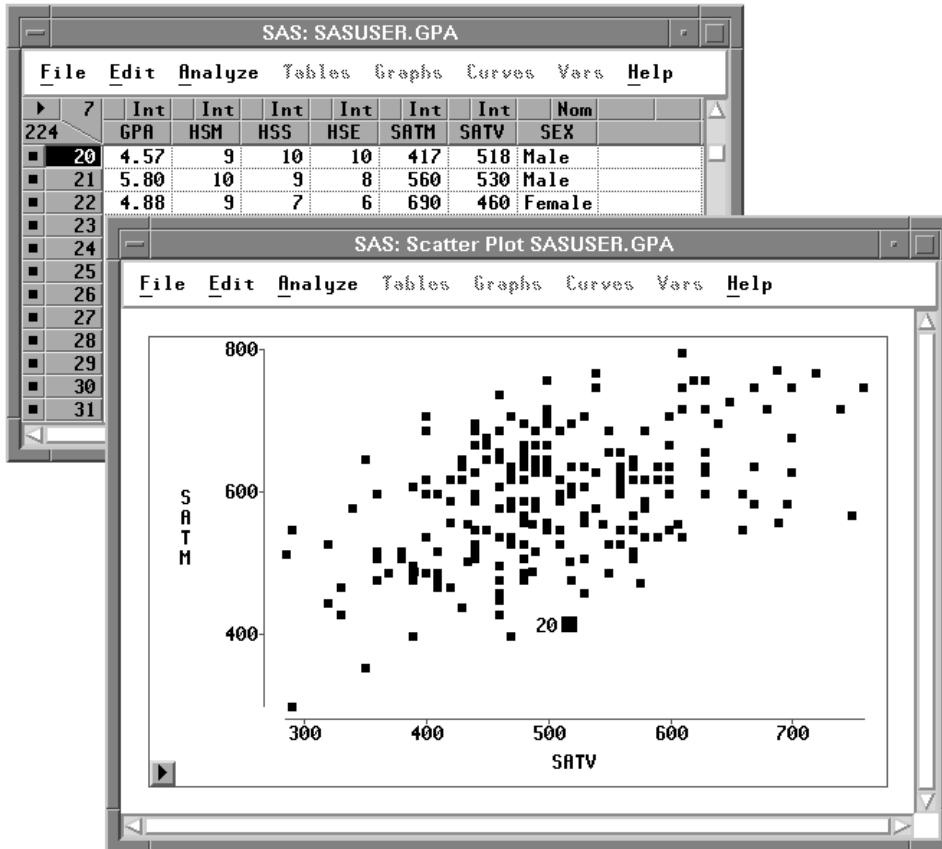 SAS: SASUSER.GPA
File Edit Analyze Tables Graphs Curves Vars Help
7 Int Int Int Int Int Int Nom
224 GPA HSM HSS HSE SATM SATV SEX
20 4.57 9 10 10 417 518 Male
21 5.80 10 9 8 560 530 Male
22 4.88 9 7 6 690 460 Female
23
24
25
26
27
28
29
30
31
SAS: Scatter Plot SASUSER.GPA
File Edit Analyze Tables Graphs Curves Vars Help
800
600
SATM
400
20
300 400 500 600 700
SATV